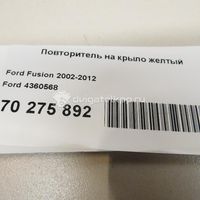 Повторитель на крыло желтый
Ford Fusion 2002-2012
Ford 4360568
70 275 892